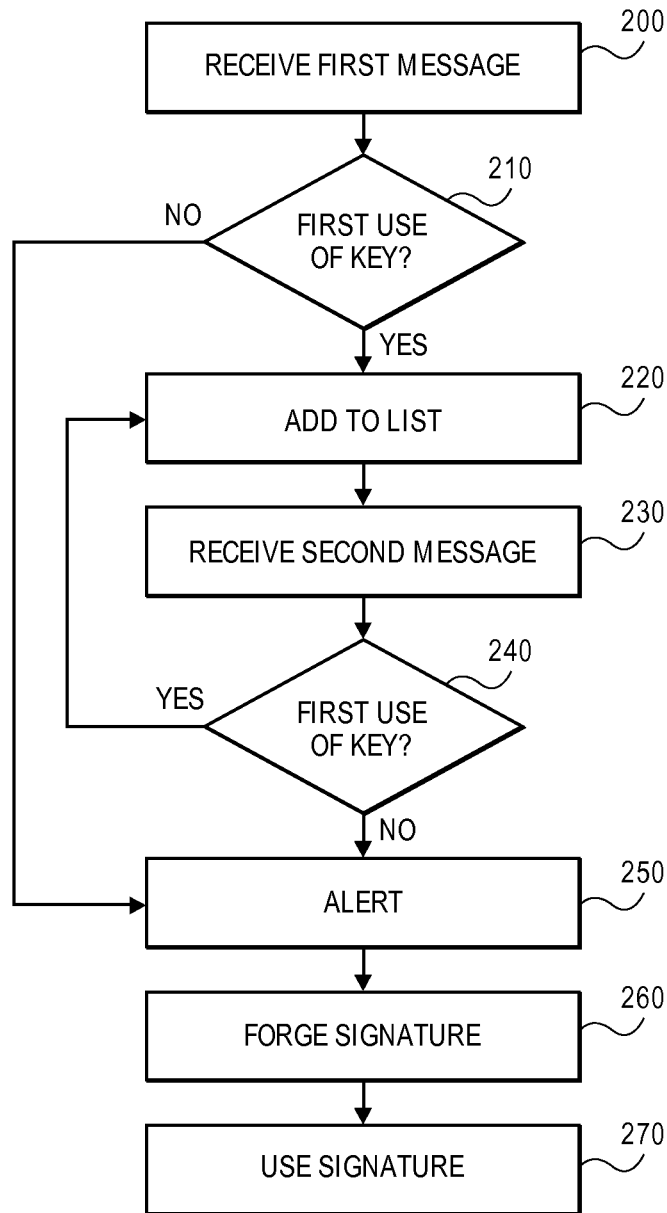 200
RECEIVE FIRST MESSAGE
210
NO
FIRST USE
OF KEY?
YES
220
ADD TO LIST
230
RECEIVE SECOND MESSAGE
240
YES
FIRST USE
OF KEY?
NO
250
ALERT
260
FORGE SIGNATURE
270
USE SIGNATURE